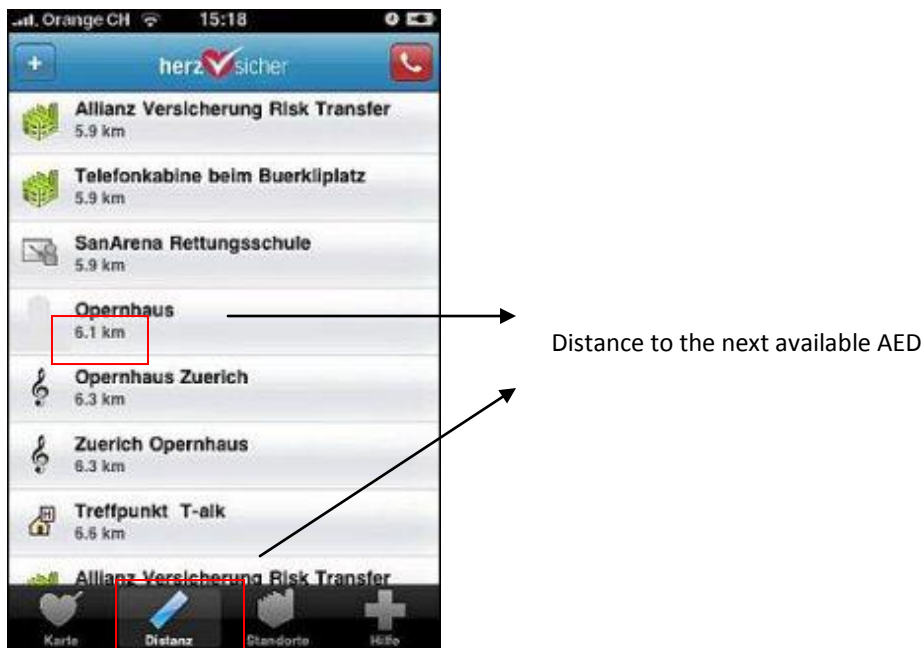 Orange CH 15:18
+ herz sicher
Allianz Versicherung Risk Transfer
5.9 km
Telefonkabine beim Buerkliplatz
5.9 km
SanArena Rettungsschule
5.9 km
Opernhaus
6.1 km
Distance to the next available AED
Opernhaus Zuerich
6.3 km
Zuerich Opernhaus
6.3 km
Treffpunkt T-alk
6.6 km
Allianz Versicherung Risk Transfer
Karte Distanz Standorte Hilfe